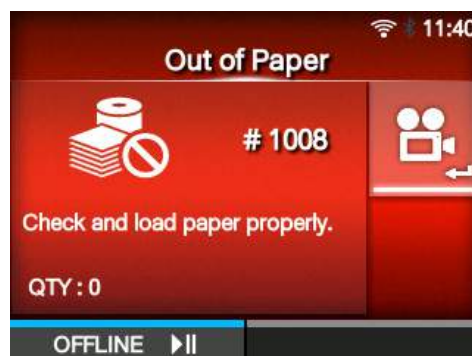 11:40
Out of Paper
# 1008
Check and load paper properly.
QTY : 0
OFFLINE